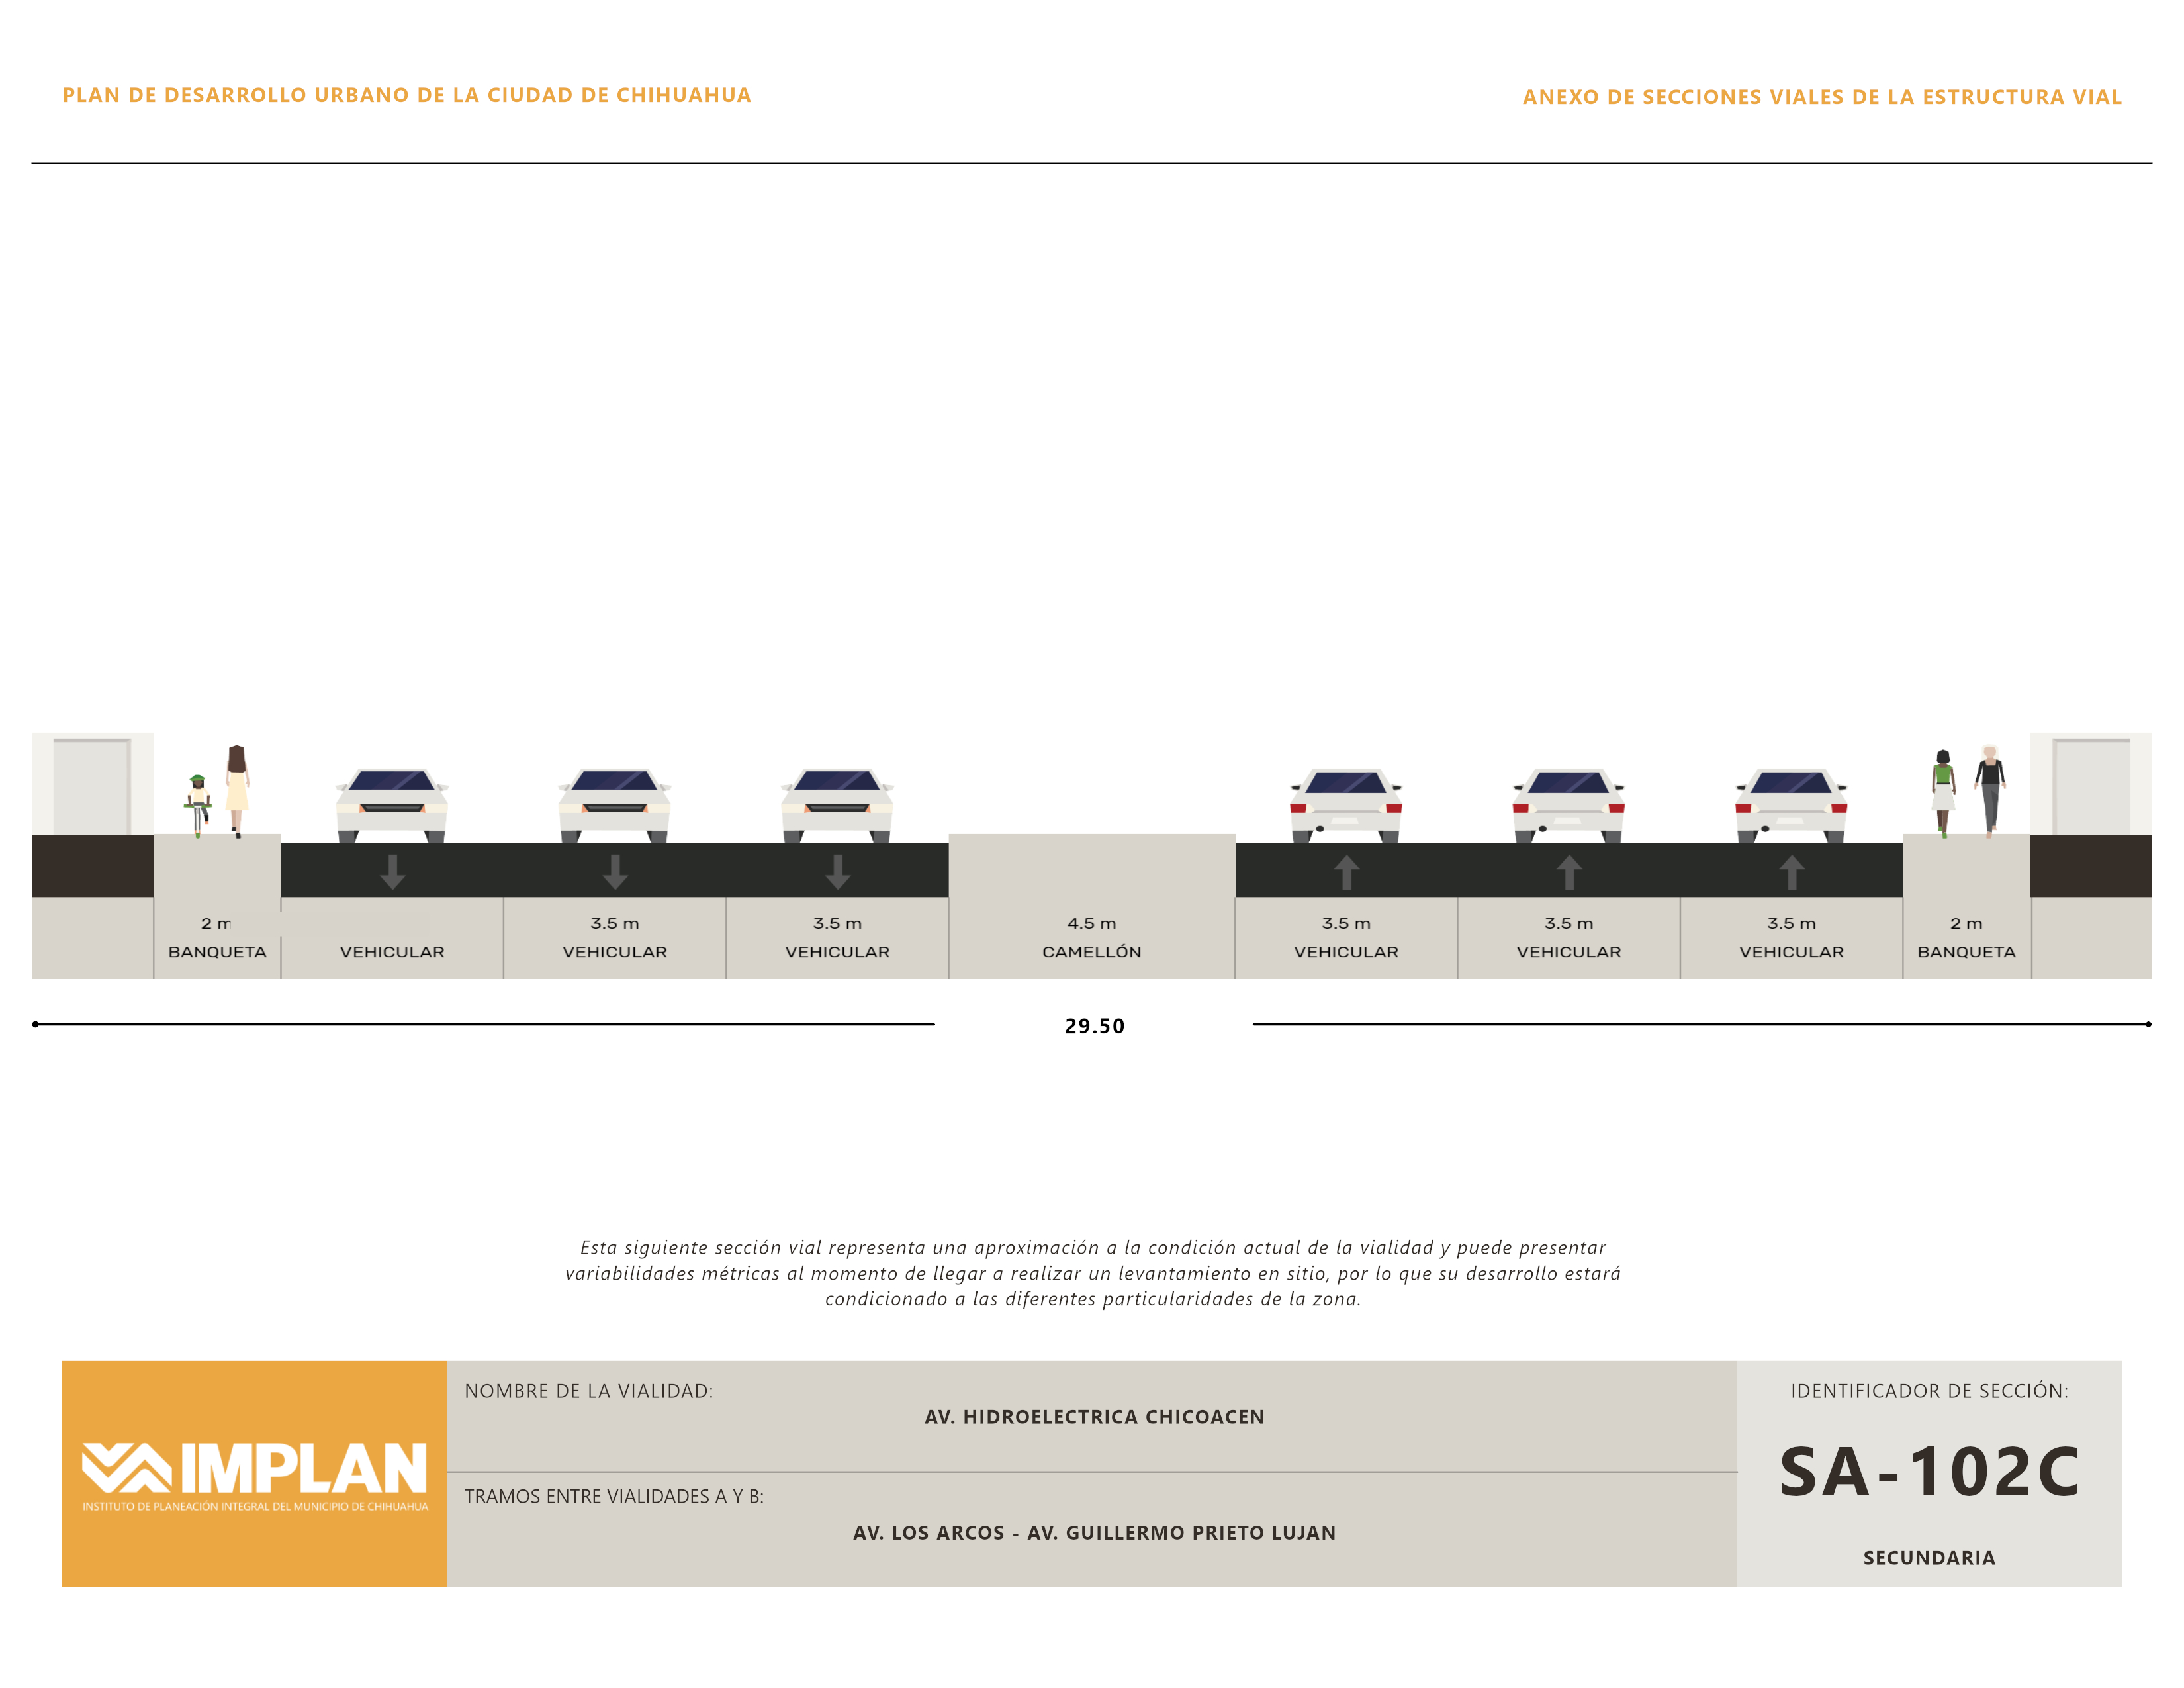 PLAN DE DESARROLLO URBANO DE LA CIUDAD DE CHIHUAHUA
ANEXO DE SECCIONES VIALES DE LA ESTRUCTURA VIAL
2 m
3.5 m
3.5 m
4.5 m
3.5 m
3.5 m
3.5 m
2 m
BANQUETA
VEHICULAR
VEHICULAR
VEHICULAR
CAMELLÓN
VEHICULAR
VEHICULAR
VEHICULAR
BANQUETA
29.50
Esta siguiente sección vial representa una aproximación a la condición actual de la vialidad y puede presentar
variabilidades métricas al momento de llegar a realizar un levantamiento en sitio, por lo que su desarrollo estará
condicionado a las diferentes particularidades de la zona.
IMPLAN
INSTITUTO DE PLANEACIÓN INTEGRAL DEL MUNICIPIO DE CHIHUAHUA
NOMBRE DE LA VIALIDAD:
AV. HIDROELECTRICA CHICOACEN
TRAMOS ENTRE VIALIDADES A Y B:
AV. LOS ARCOS - AV. GUILLERMO PRIETO LUJAN
IDENTIFICADOR DE SECCIÓN:
SA-102C
SECUNDARIA